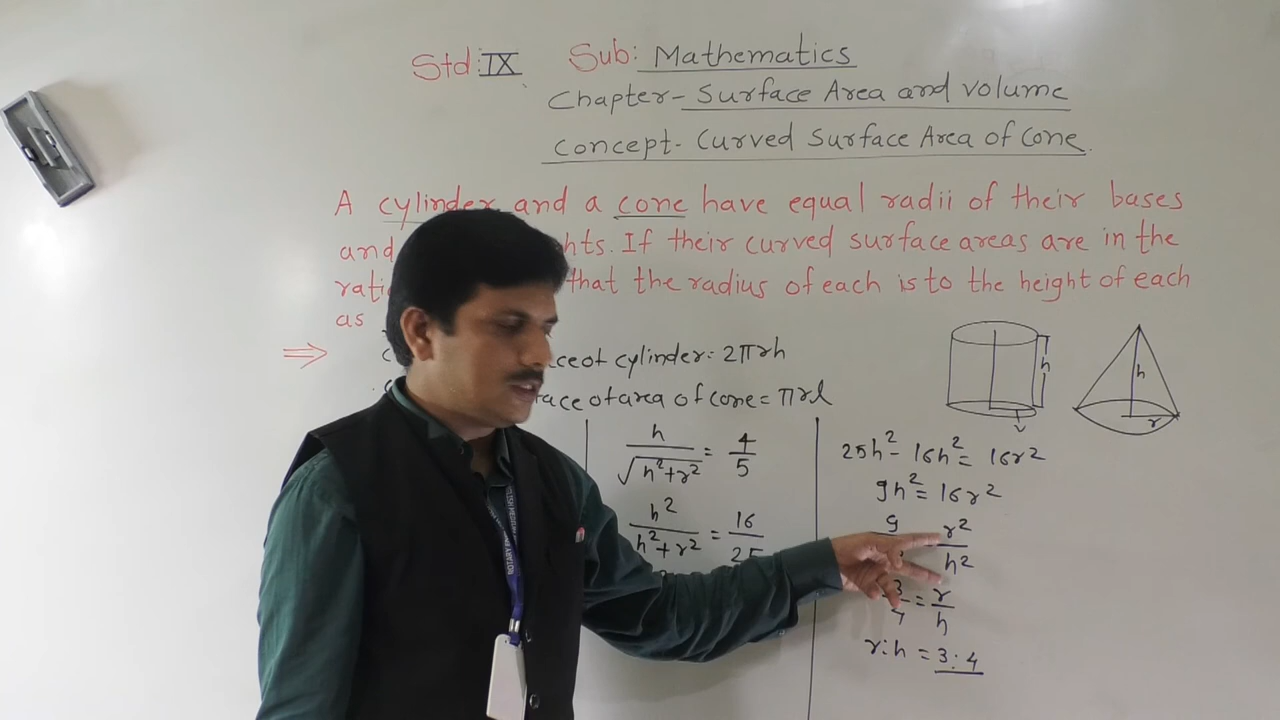 Std: IX Sub: Mathematics
Chapter- Surface Area and volume
Concept- Curved Surface Area of Cone.
A cylinder and a cone have equal radii of their bases
and hts. If their curved surface areas are in the
rati that the radius of each is to the height of each
as
⇒ ce of cylinder: 2πrh
face of area of cone = πrl
h/√h²+r² = 4/5
h²/h²+r² = 16/25
25h² - 16h² = 16r²
9h² = 16r²
9 r²/h²
3/4 = r/h
r:h = 3:4
h
r
h
r